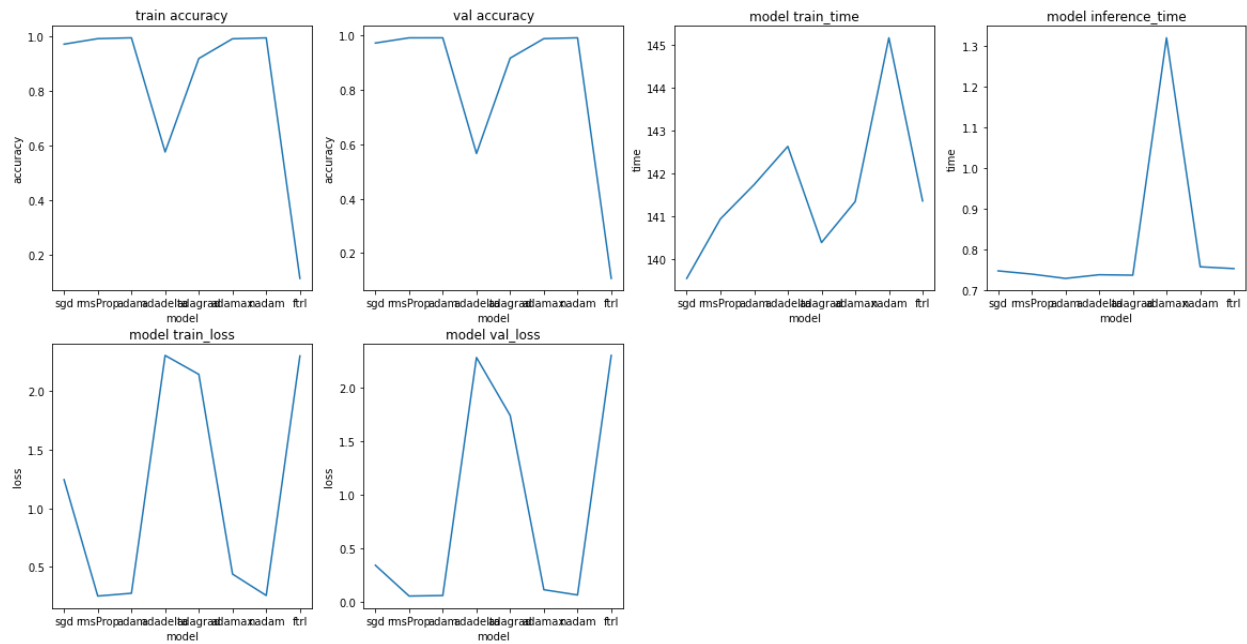 train accuracy
1.0
0.8
0.6
0.4
0.2
accuracy
sgd rmsProp adam adadelta adagrad adamax nadam ftrl
model
val accuracy
1.0
0.8
0.6
0.4
0.2
accuracy
sgd rmsProp adam adadelta adagrad adamax nadam ftrl
model
model train_time
145
144
143
142
141
140
time
sgd rmsProp adam adadelta adagrad adamax nadam ftrl
model
model inference_time
1.3
1.2
1.1
1.0
0.9
0.8
0.7
time
sgd rmsProp adam adadelta adagrad adamax nadam ftrl
model
model train_loss
2.0
1.5
1.0
0.5
loss
sgd rmsProp adam adadelta adagrad adamax nadam ftrl
model
model val_loss
2.0
1.5
1.0
0.5
0.0
loss
sgd rmsProp adam adadelta adagrad adamax nadam ftrl
model